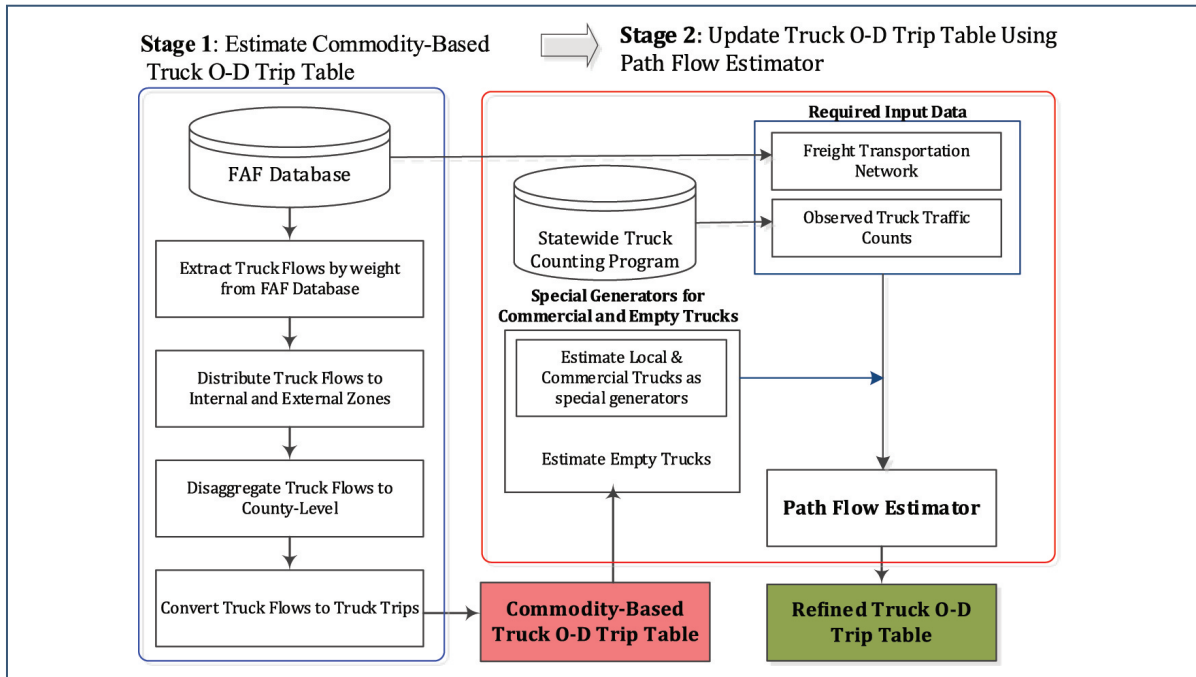 Stage 1: Estimate Commodity-Based
Truck O-D Trip Table
Stage 2: Update Truck O-D Trip Table Using
Path Flow Estimator
FAF Database
Extract Truck Flows by weight
from FAF Database
Distribute Truck Flows to
Internal and External Zones
Disaggregate Truck Flows to
County-Level
Convert Truck Flows to Truck Trips
Required Input Data
Freight Transportation
Network
Observed Truck Traffic
Counts
Statewide Truck
Counting Program
Special Generators for
Commercial and Empty Trucks
Estimate Local &
Commercial Trucks as
special generators
Estimate Empty Trucks
Path Flow Estimator
Commodity-Based
Truck O-D Trip Table
Refined Truck O-D
Trip Table